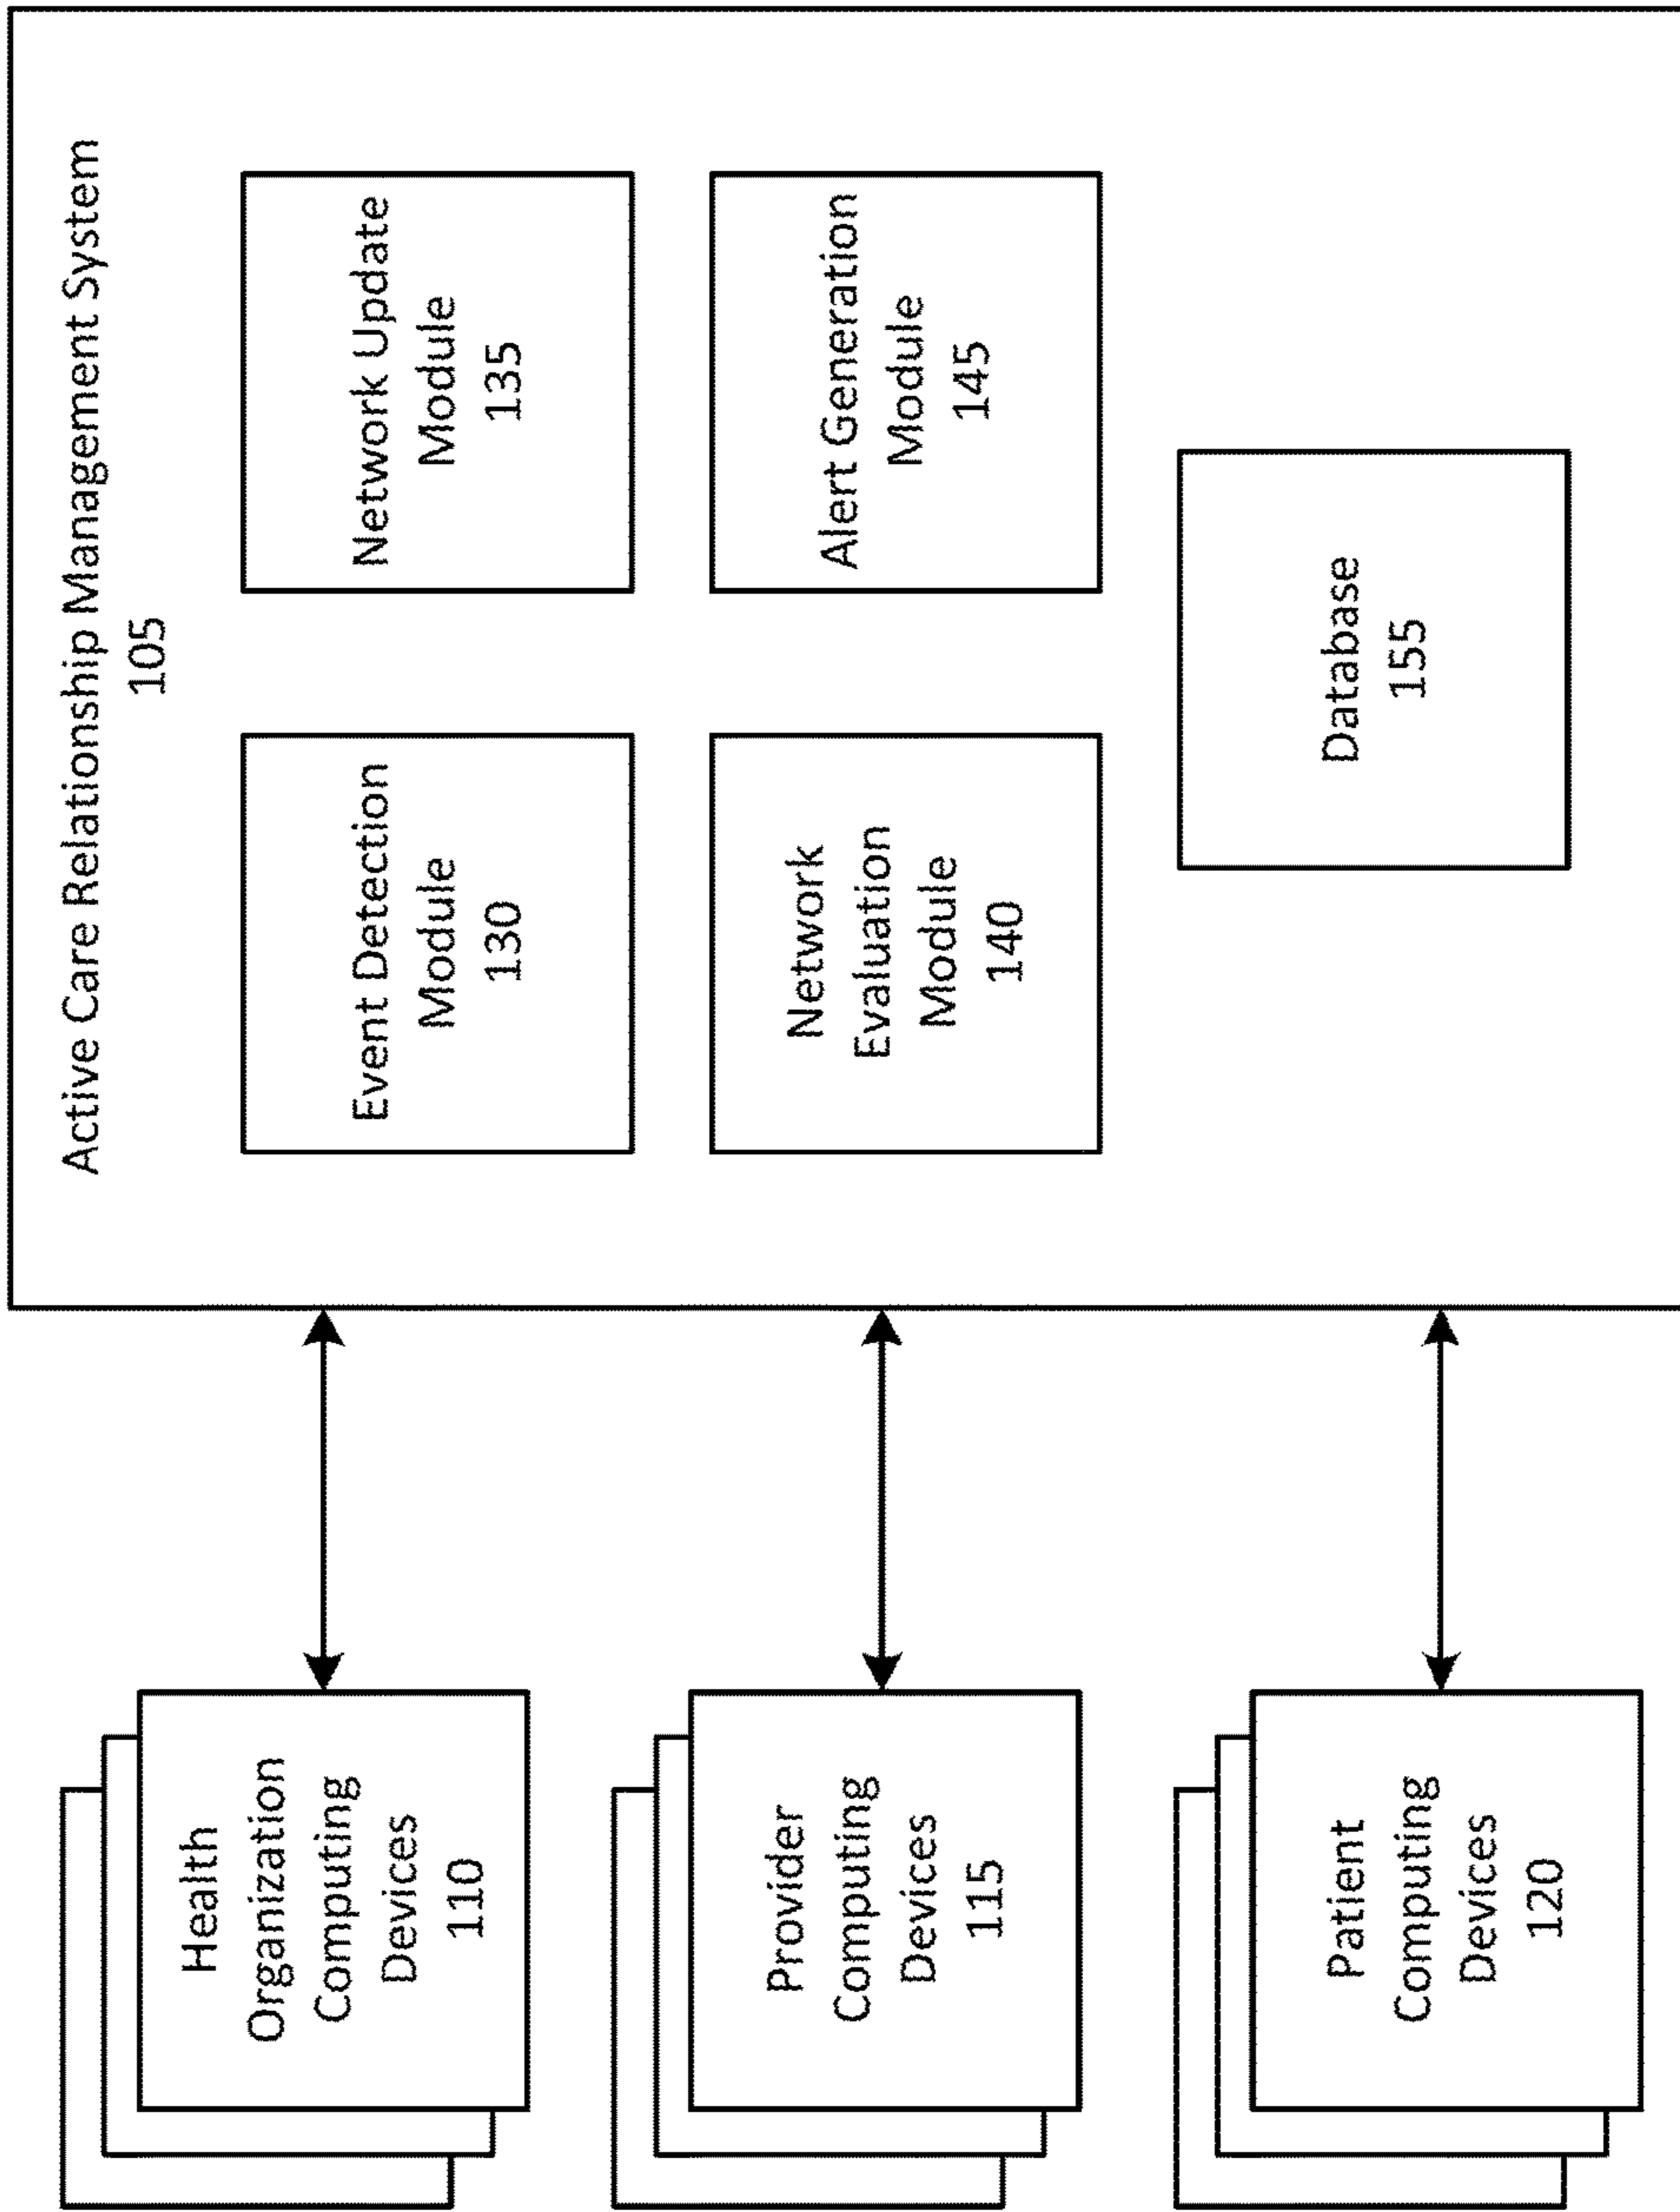 Active Care Relationship Management System
105
Health
Organization
Computing
Devices
110
Event Detection
Module
130
Network Update
Module
135
Provider
Computing
Devices
115
Network
Evaluation
Module
140
Alert Generation
Module
145
Patient
Computing
Devices
120
Database
155